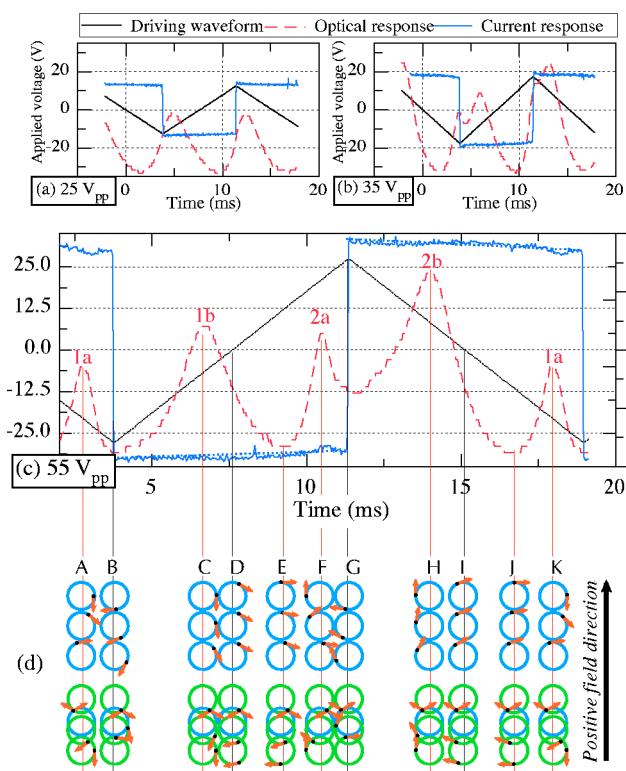 Driving waveform Optical response Current response
Applied voltage (V)
20
0
-20
(a) 25 Vpp
0
10
20
Time (ms)
Applied voltage (V)
20
0
-20
(b) 35 Vpp
0
10
20
Time (ms)
25.0
12.5
0.0
-12.5
-25.0
1a
1b
2a
2b
1a
(c) 55 Vpp
5
10
15
20
Time (ms)
A B C D E F G H I J K
(d)
Positive field direction